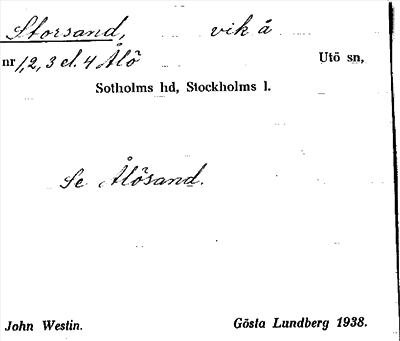 Storsand, vik å
nr 1, 2, 3 el. 4 Ålö Utö sn,
Sotholms hd, Stockholms l.
Se Ålösand.
John Westin. Gösta Lundberg 1938.